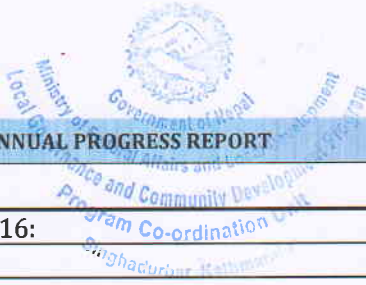 Government of Nepal
Ministry of Federal Affairs and Local Development
Local Governance and Community Development Program
Program Co-ordination Unit
Singhadurbar, Kathmandu
NNUAL PROGRESS REPORT
16: